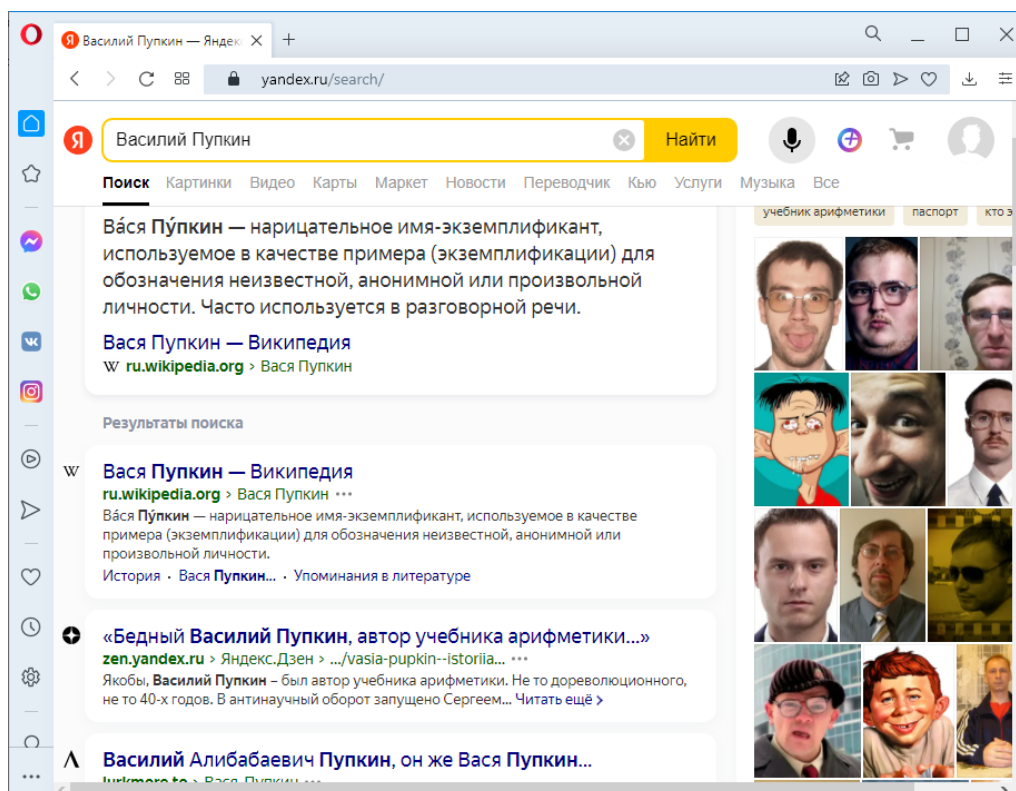 Василий Пупкин — Яндек
yandex.ru/search/
Я
Василий Пупкин
Найти
Поиск Картинки Видео Карты Маркет Новости Переводчик Кью Услуги Музыка Все
Ва́ся Пу́пкин — нарицательное имя-экземплификант,
используемое в качестве примера (экземплификации) для
обозначения неизвестной, анонимной или произвольной
личности. Часто используется в разговорной речи.
Вася Пупкин — Википедия
W ru.wikipedia.org > Вася Пупкин
Результаты поиска
W Вася Пупкин — Википедия
ru.wikipedia.org > Вася Пупкин
Ва́ся Пу́пкин — нарицательное имя-экземплификант, используемое в качестве
примера (экземплификации) для обозначения неизвестной, анонимной или
произвольной личности.
История · Вася Пупкин... · Упоминания в литературе
«Бедный Василий Пупкин, автор учебника арифметики...»
zen.yandex.ru > Яндекс.Дзен > .../vasia-pupkin--istoriia...
Якобы, Василий Пупкин – был автор учебника арифметики. Не то дореволюционного,
не то 40-х годов. В антинаучный оборот запущено Сергеем... Читать ещё >
Василий Алибабаевич Пупкин, он же Вася Пупкин...
lurkmore.to > Вася Пупкин
учебник арифметики паспорт кто э